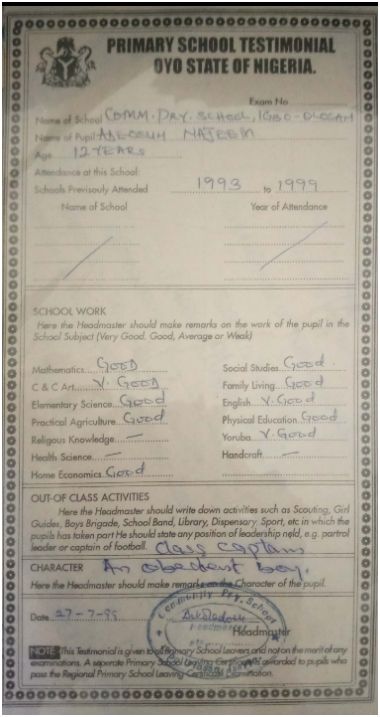 PRIMARY SCHOOL TESTIMONIAL
OYO STATE OF NIGERIA.
Exam No
Name of School COMM. PRY. SCHOOL, IGBO-OLOGAN
Name of Pupil NAJEEM
Age 12 YEARS
Attendance at this School:
Schools Previsouly Attended 1993 to 1999
Name of School Year of Attendance
SCHOOL WORK
Here the Headmaster should make remarks on the work of the pupil in the
School Subject (Very Good, Good, Average or Weak)
Mathematics..... Good Social Studies. Good
C & C Art..... V. Good Family Living. Good
Elementary Science.. Good English V. Good
Practical Agriculture.. Good Physical Education Good
Religous Knowledge.... — Yoruba V. Good
Health Science..... — Handcraft..... —
Home Economics. Good
OUT-OF CLASS ACTIVITIES
Here the Headmaster should write down activities such as Scouting, Girl
Guides, Boys Brigade, School Band, Library, Dispensary, Sport, etc in which the
pupils has taken part He should state any position of leadership held, e.g. partrol
leader or captain of football. Class Captain
CHARACTER An obedient boy.
Here the Headmaster should make remarks on the Character of the pupil.
Date 27-7-99
Community Pry. School
Headmaster
Headmaster
NOTE: This Testimonial is given to all Primary School Leavers and not on the merit of any
examinations. A seperate Primary School Leaving Certificate is awarded to pupils who
pass the Regional Primary School Leaving Certificate Examination.